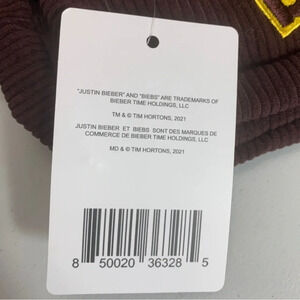 "JUSTIN BIEBER" AND "BIEBS" ARE TRADEMARKS OF
BIEBER TIME HOLDINGS, LLC
TM & © TIM HORTONS, 2021
JUSTIN BIEBER ET BIEBS SONT DES MARQUES DE
COMMERCE DE BIEBER TIME HOLDINGS, LLC
MD & © TIM HORTONS, 2021
8 50020 36328 5